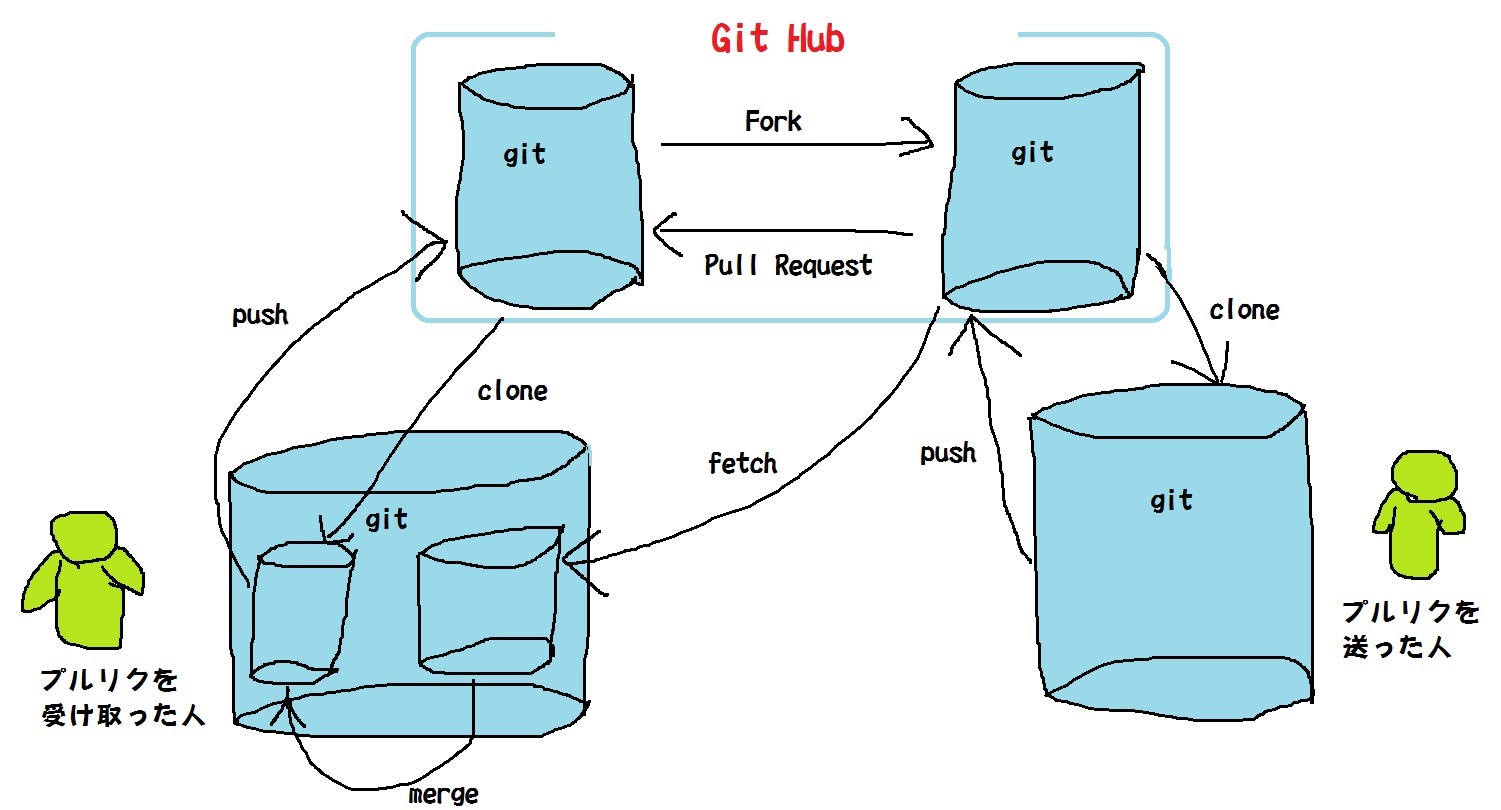 Git Hub
git
Fork
git
Pull Request
push
clone
clone
fetch
push
git
git
プルリクを
送った人
プルリクを
受け取った人
merge